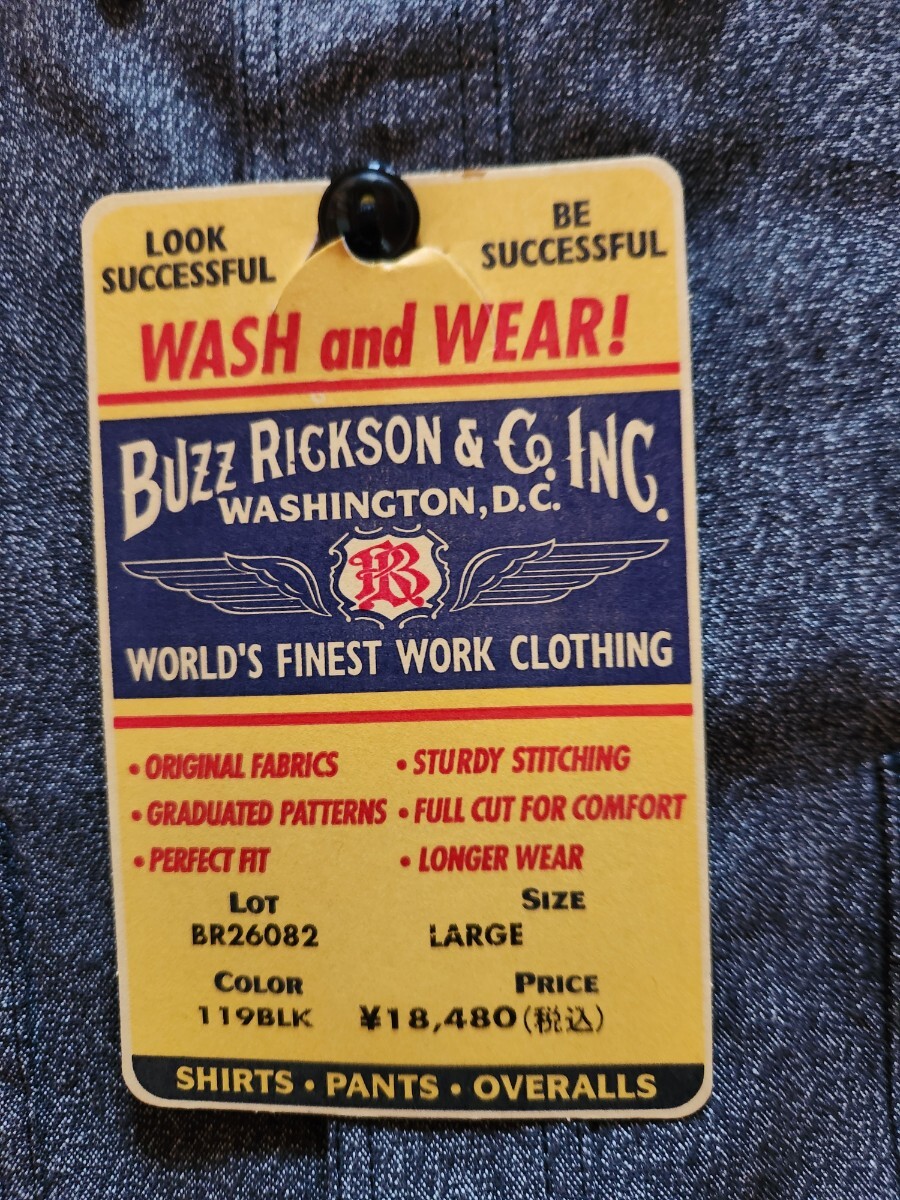 LOOK
SUCCESSFUL
BE
SUCCESSFUL
WASH and WEAR!
BUZZ RICKSON & CO. INC.
WASHINGTON, D.C.
BR
WORLD'S FINEST WORK CLOTHING
• ORIGINAL FABRICS
• GRADUATED PATTERNS
• PERFECT FIT
• STURDY STITCHING
• FULL CUT FOR COMFORT
• LONGER WEAR
LOT
BR26082
SIZE
LARGE
COLOR
119BLK
PRICE
¥18,480(税込)
SHIRTS • PANTS • OVERALLS